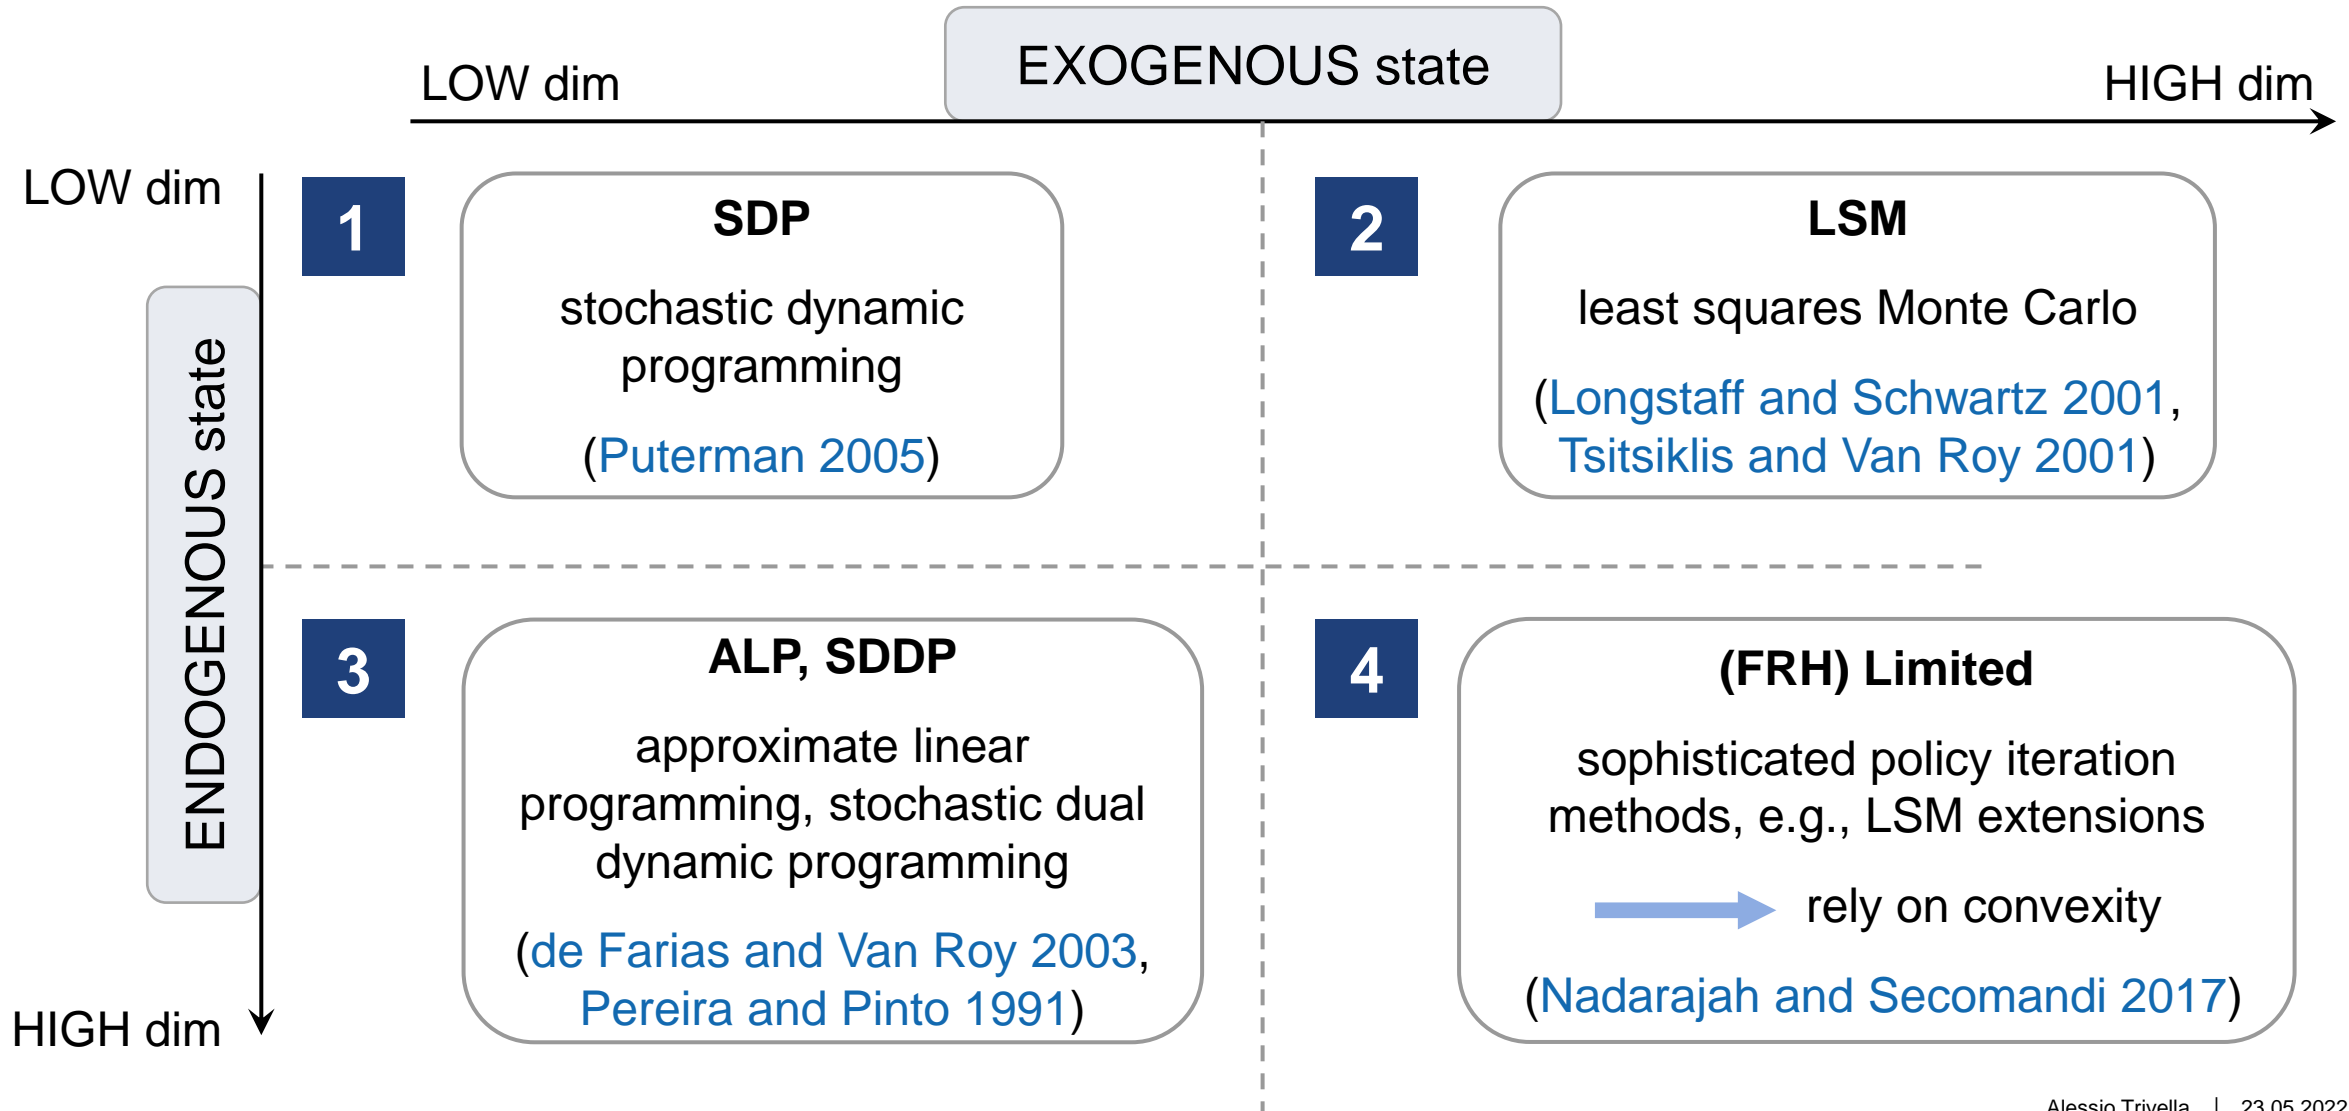 EXOGENOUS state
LOW dim
HIGH dim
LOW dim
ENDOGENOUS state
HIGH dim
1
SDP
stochastic dynamic
programming
(Puterman 2005)
2
LSM
least squares Monte Carlo
(Longstaff and Schwartz 2001,
Tsitsiklis and Van Roy 2001)
3
ALP, SDDP
approximate linear
programming, stochastic dual
dynamic programming
(de Farias and Van Roy 2003,
Pereira and Pinto 1991)
4
(FRH) Limited
sophisticated policy iteration
methods, e.g., LSM extensions
rely on convexity
(Nadarajah and Secomandi 2017)
Alessio Trivella | 23.05.2022